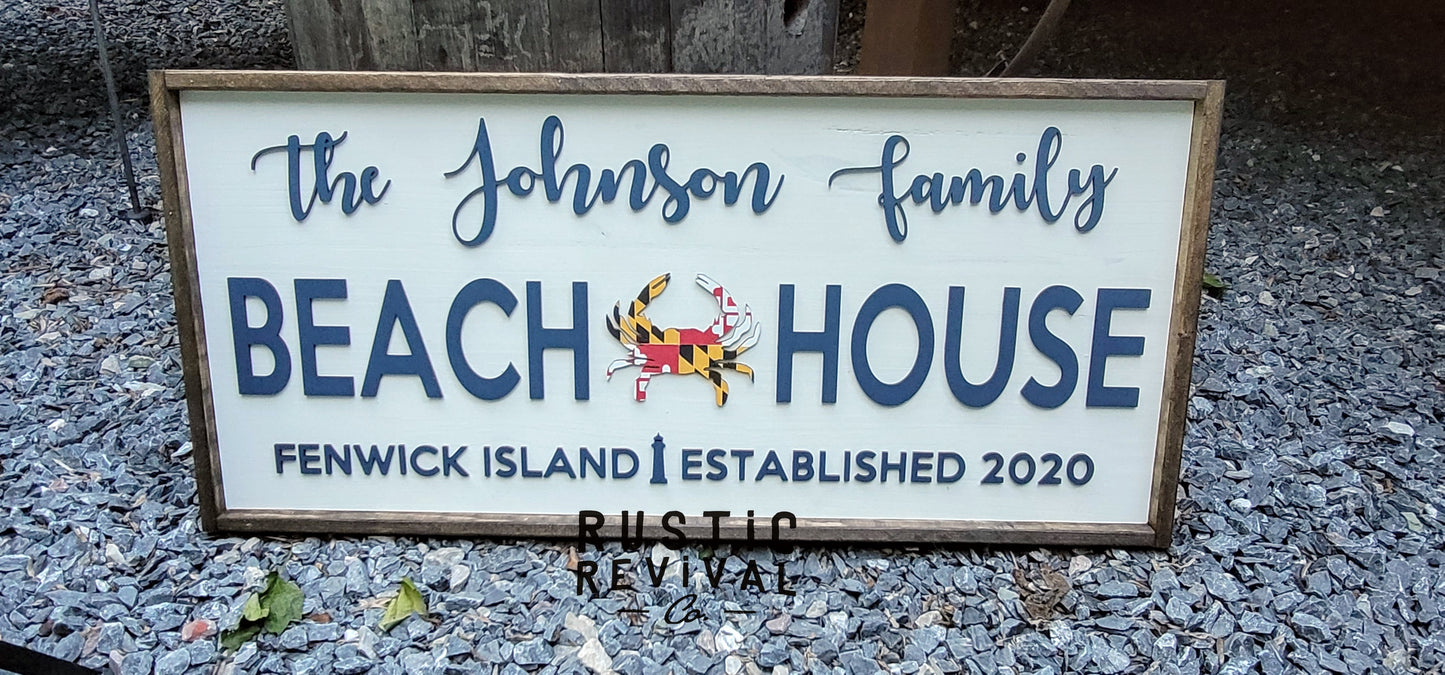 the Johnson family
BEACH HOUSE
FENWICK ISLAND ESTABLISHED 2020
RUSTiC
REViVAL
Co.